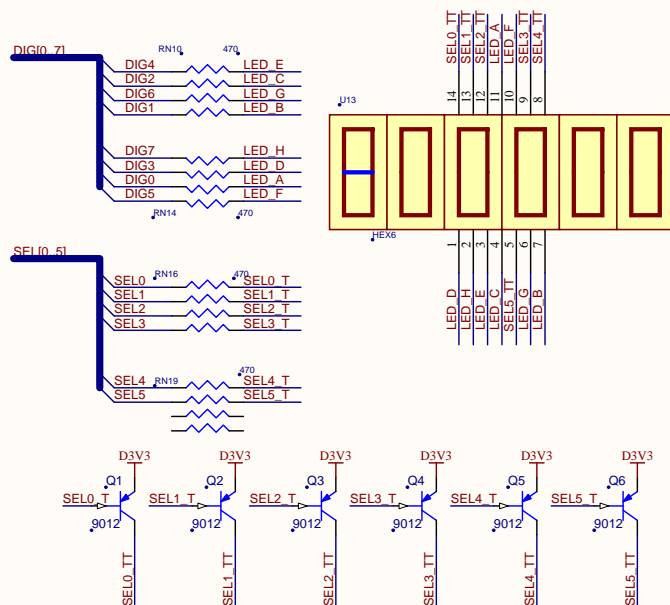 DIG[0..7]
RN10 470
DIG4 LED_E
DIG2 LED_C
DIG6 LED_G
DIG1 LED_B
DIG7 LED_H
DIG3 LED_D
DIG0 LED_A
DIG5 LED_F
RN14 470
SEL[0..5]
RN16 470
SEL0 SEL0_T
SEL1 SEL1_T
SEL2 SEL2_T
SEL3 SEL3_T
RN19 470
SEL4 SEL4_T
SEL5 SEL5_T
SEL0_TT SEL1_TT SEL2_TT LED_A LED_F SEL3_TT SEL4_TT
14 13 12 11 10 9 8
U13
HEX6
1 2 3 4 5 6 7
LED_D LED_H LED_E LED_C SEL5_TT LED_G LED_B
D3V3 D3V3 D3V3 D3V3 D3V3 D3V3
Q1 Q2 Q3 Q4 Q5 Q6
SEL0_T SEL1_T SEL2_T SEL3_T SEL4_T SEL5_T
9012 9012 9012 9012 9012 9012
SEL0_TT SEL1_TT SEL2_TT SEL3_TT SEL4_TT SEL5_TT